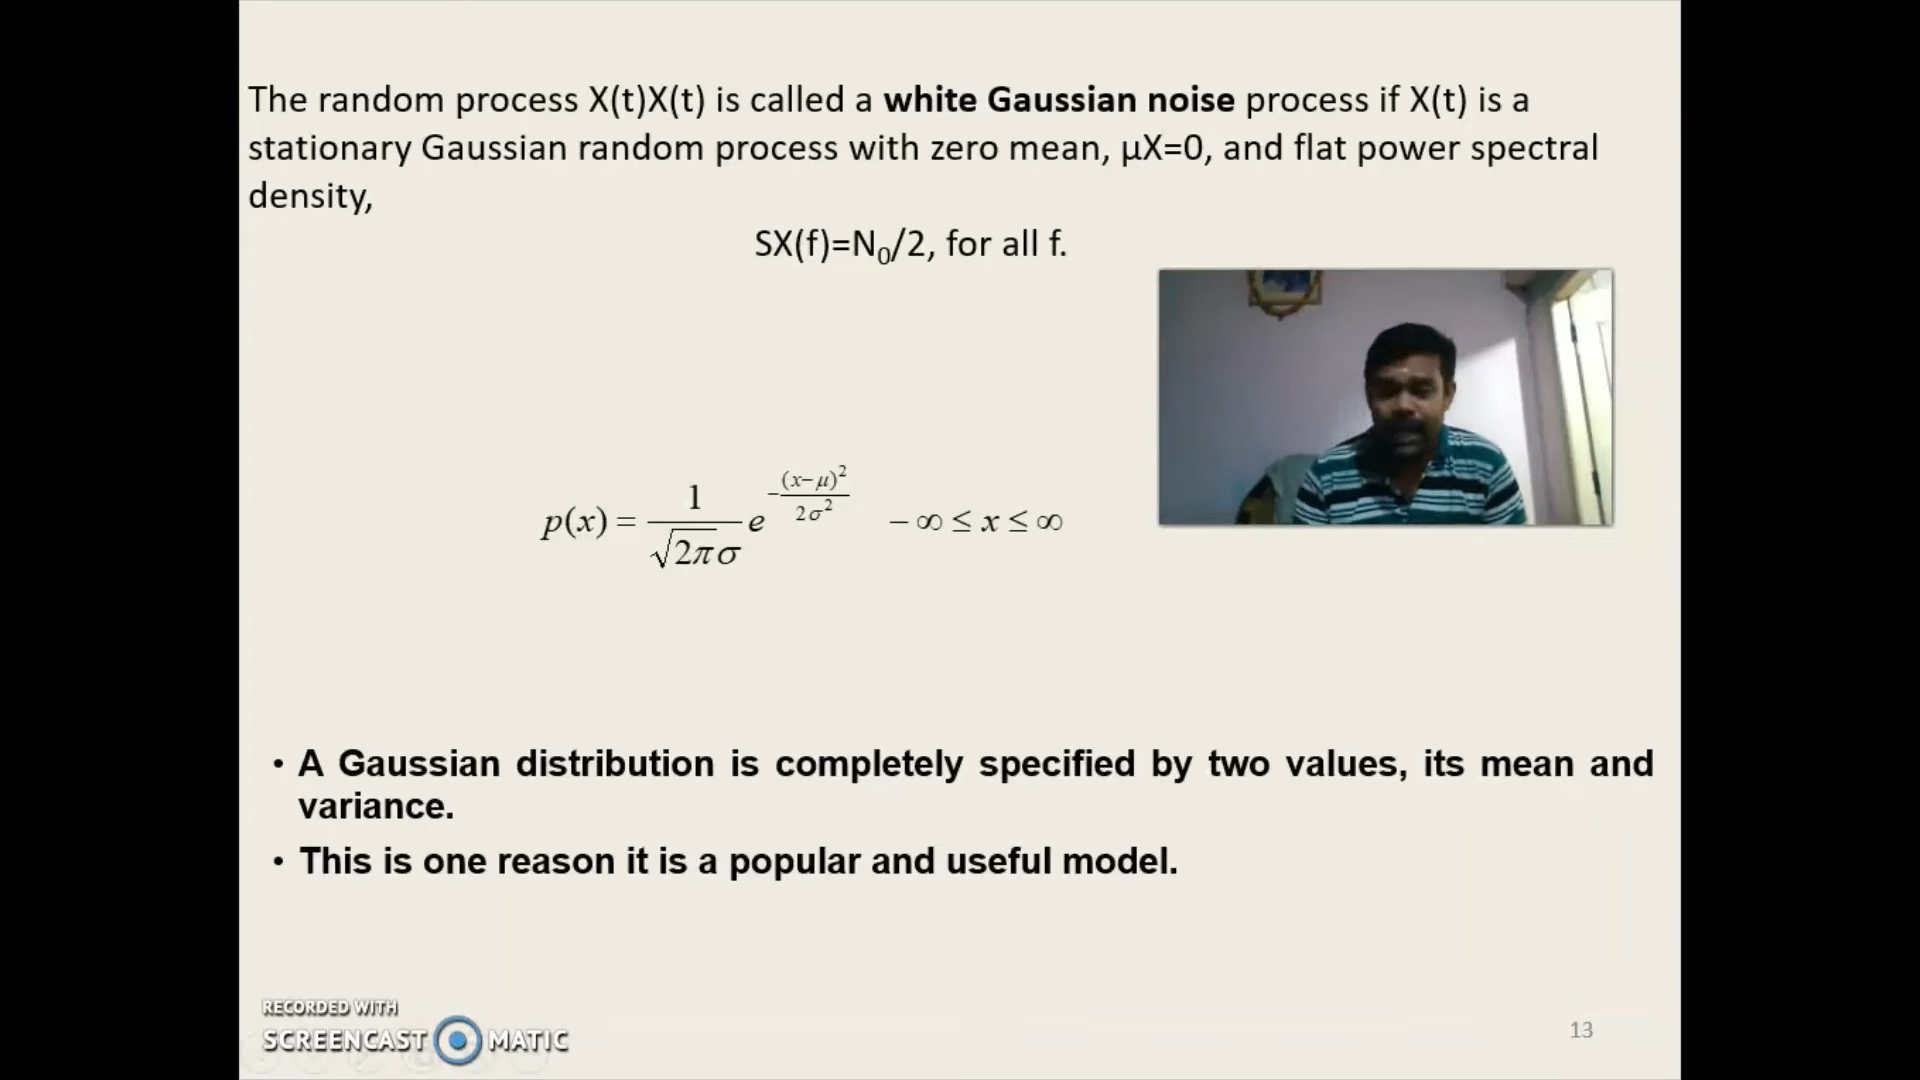 The random process X(t)X(t) is called a white Gaussian noise process if X(t) is a
stationary Gaussian random process with zero mean, μX=0, and flat power spectral
density,
SX(f)=N₀/2, for all f.
p(x) = 1/(√2π σ) e^(-(x-μ)²/(2σ²)) -∞ ≤ x ≤ ∞
• A Gaussian distribution is completely specified by two values, its mean and
variance.
• This is one reason it is a popular and useful model.
RECORDED WITH
SCREENCAST MATIC
13